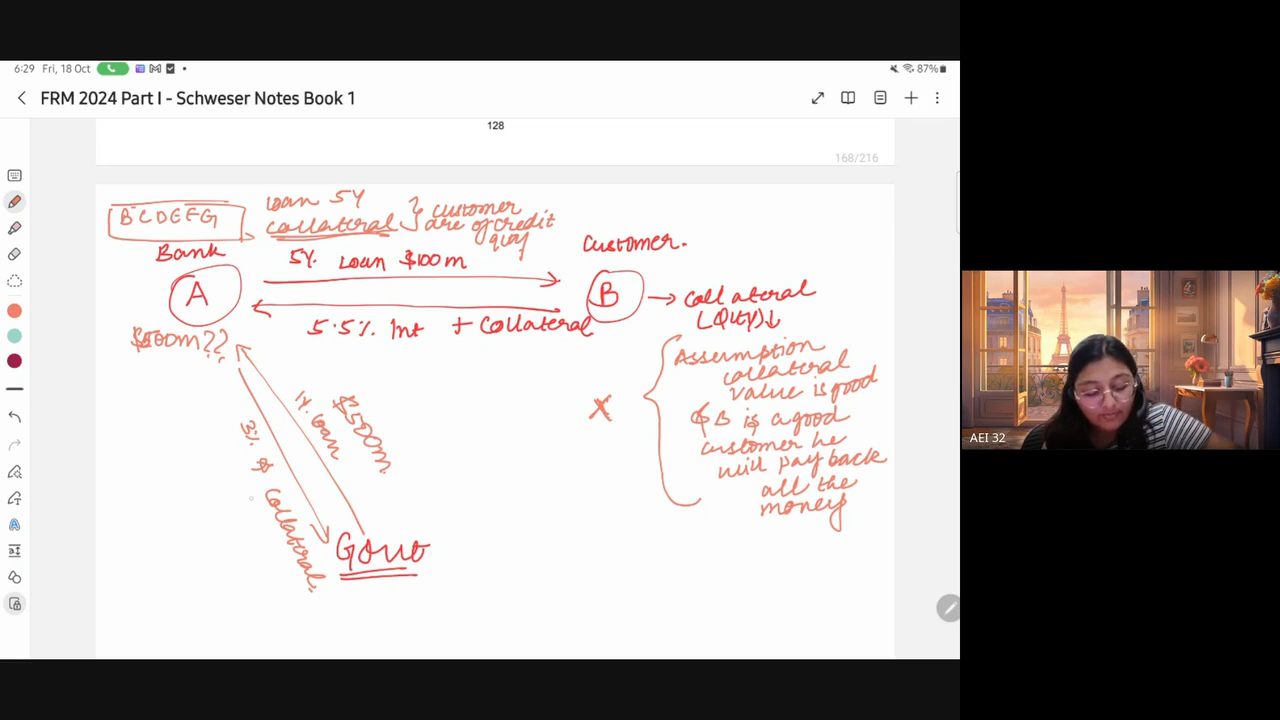 6:29 Fri, 18 Oct
87%
FRM 2024 Part I - Schweser Notes Book 1
128
168/216
BCDEFG
Loan 5Y
collateral
customer
are of credit
qlty
Bank
Customer.
5% Loan $100m
A
B
collateral
(Qlty)↓
5.5% Int + Collateral
$500m??
Assumption
collateral
value is good
& B is a good
customer he
will pay back
all the
money
X
1% loan
$500m.
3% & Collateral.
Govt
AEI 32